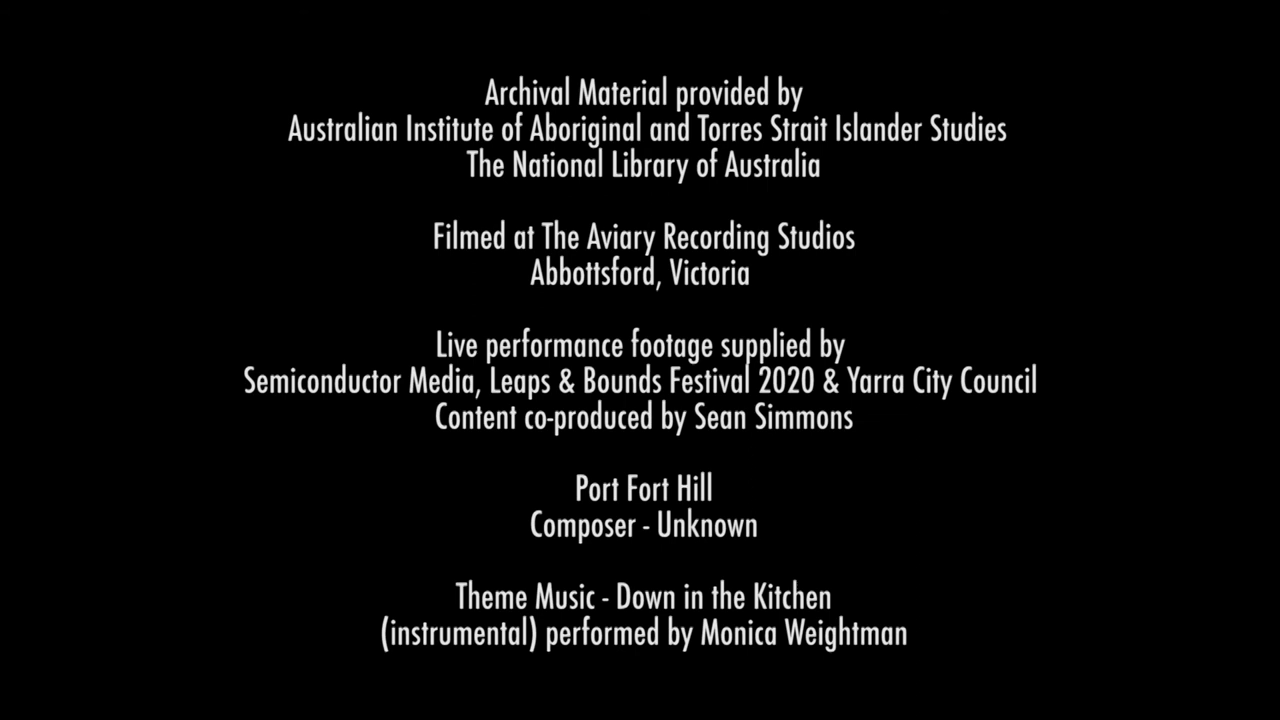 Archival Material provided by
Australian Institute of Aboriginal and Torres Strait Islander Studies
The National Library of Australia
Filmed at The Aviary Recording Studios
Abbottsford, Victoria
Live performance footage supplied by
Semiconductor Media, Leaps & Bounds Festival 2020 & Yarra City Council
Content co-produced by Sean Simmons
Port Fort Hill
Composer - Unknown
Theme Music - Down in the Kitchen
(instrumental) performed by Monica Weightman